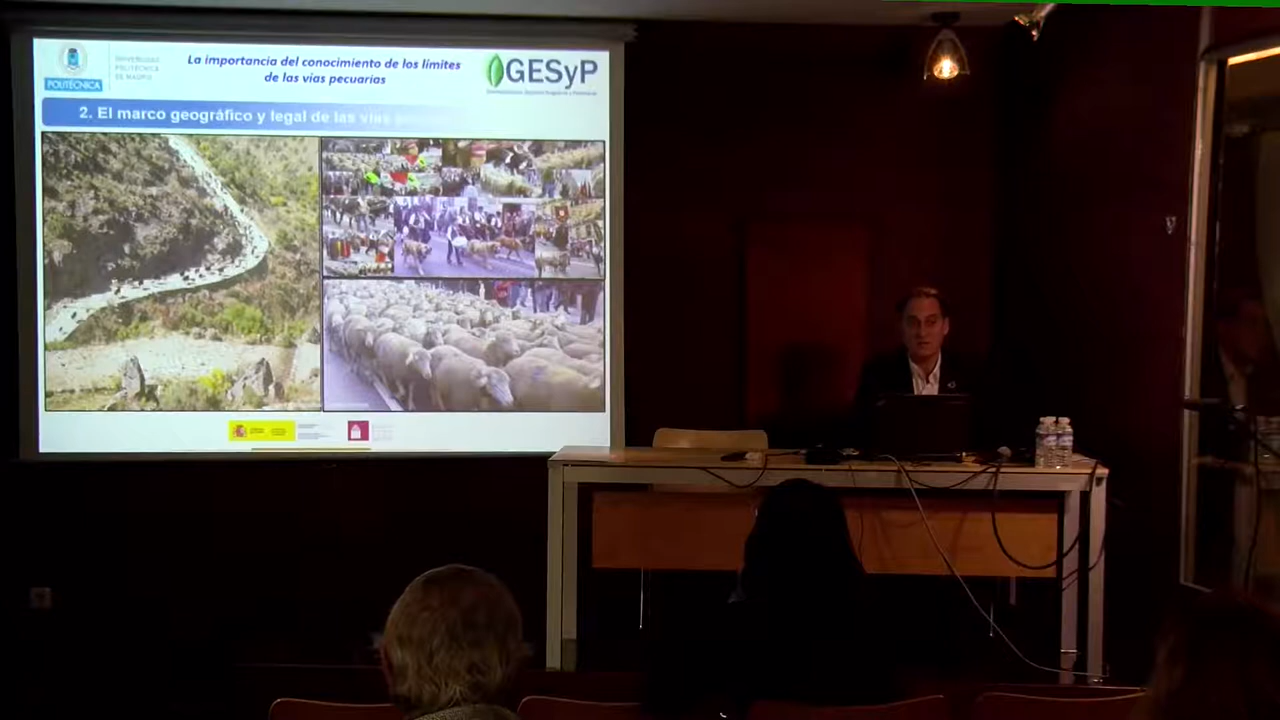 UNIVERSIDAD
POLITÉCNICA
DE MADRID
POLITÉCNICA
La importancia del conocimiento de los límites
de las vías pecuarias
GESyP
2. El marco geográfico y legal de las vías